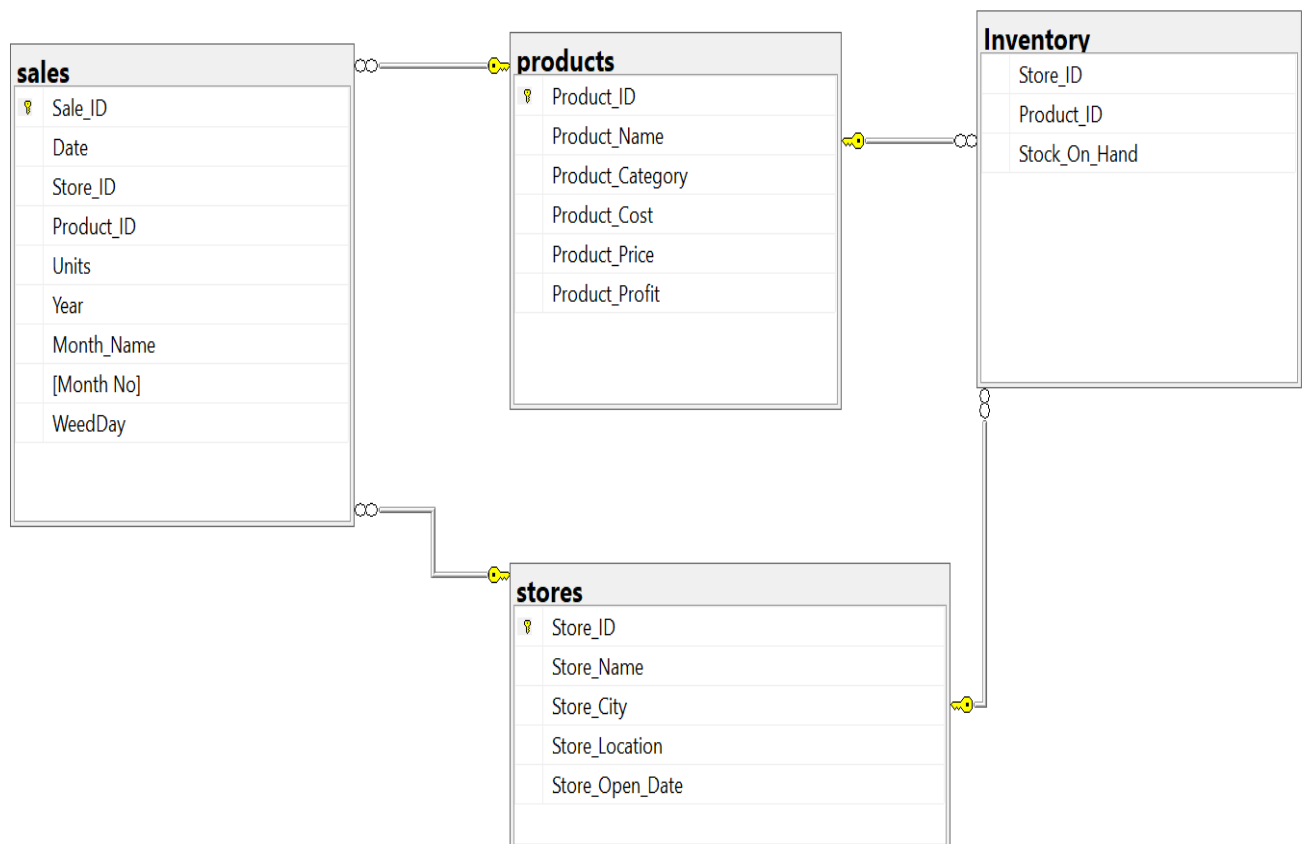 sales
Sale_ID
Date
Store_ID
Product_ID
Units
Year
Month_Name
[Month No]
WeedDay
products
Product_ID
Product_Name
Product_Category
Product_Cost
Product_Price
Product_Profit
Inventory
Store_ID
Product_ID
Stock_On_Hand
stores
Store_ID
Store_Name
Store_City
Store_Location
Store_Open_Date